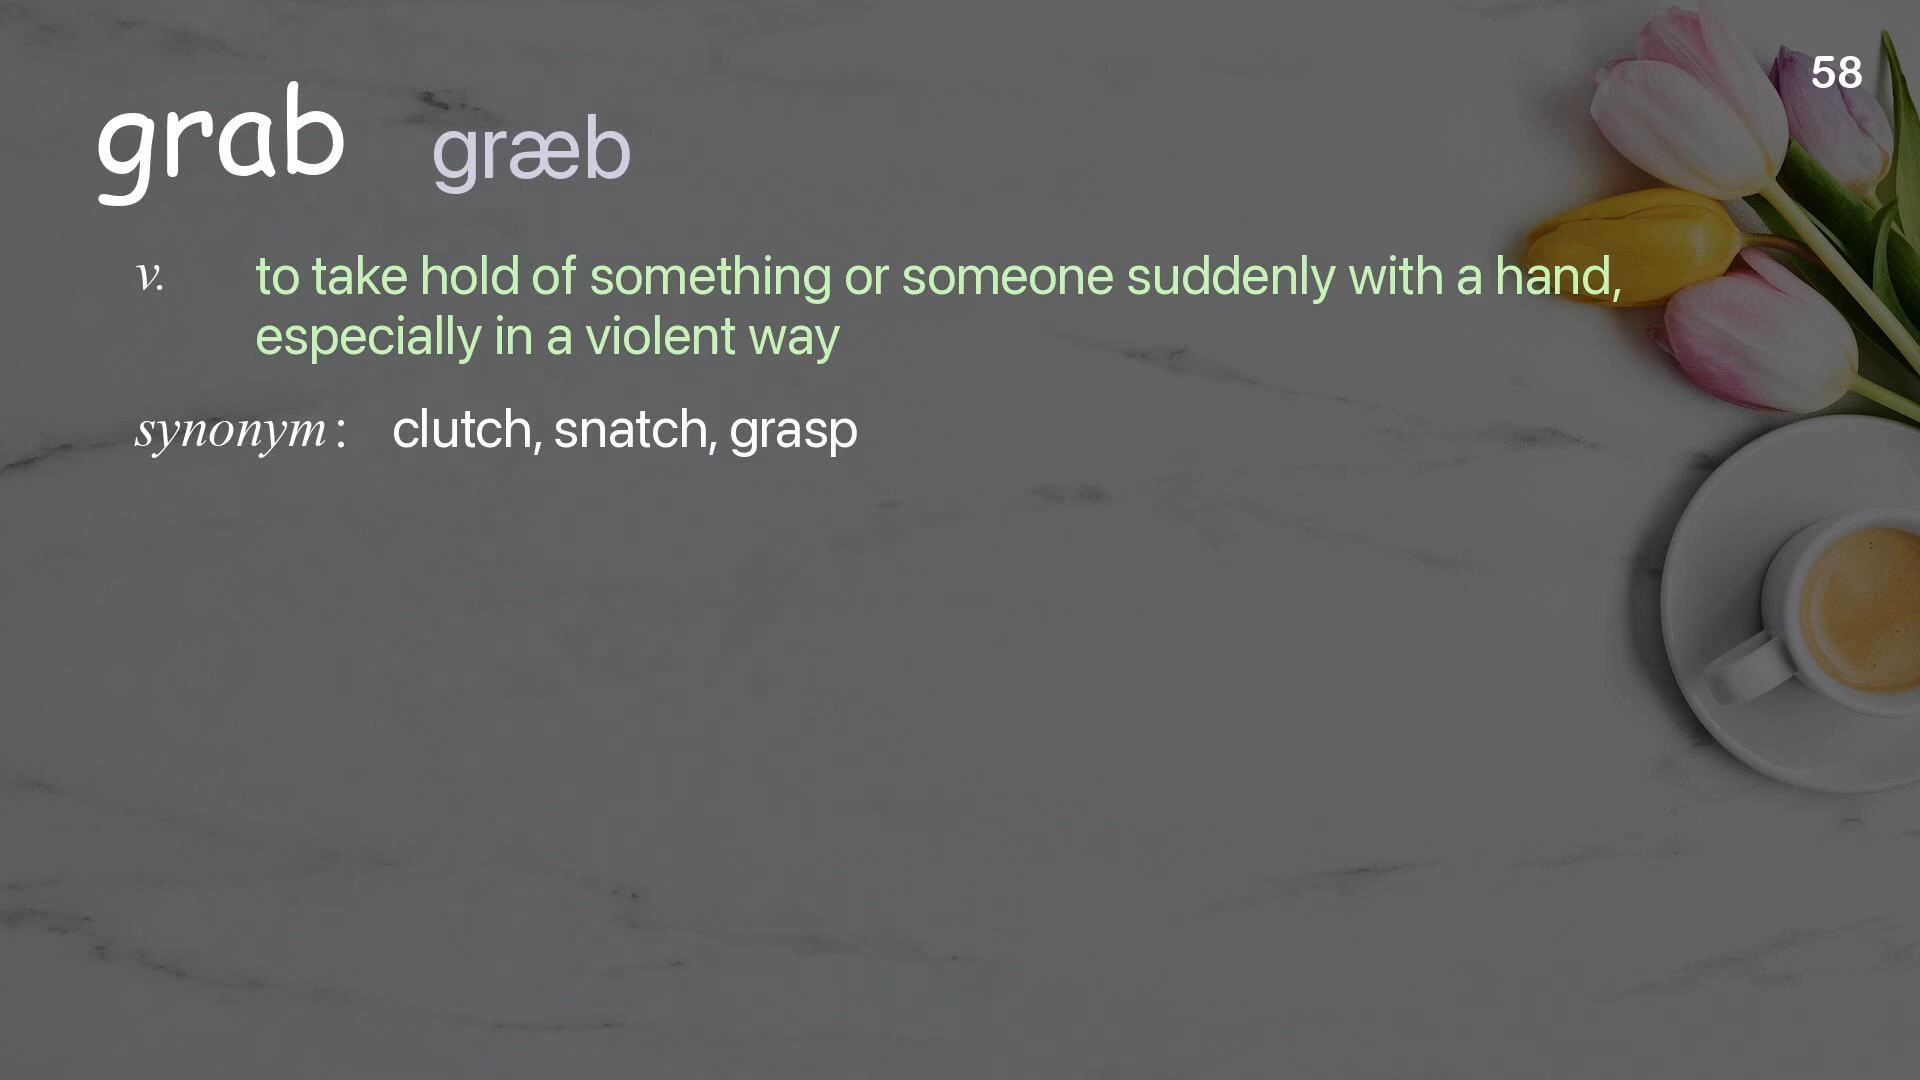 58
grab græb
v. to take hold of something or someone suddenly with a hand,
especially in a violent way
synonym: clutch, snatch, grasp